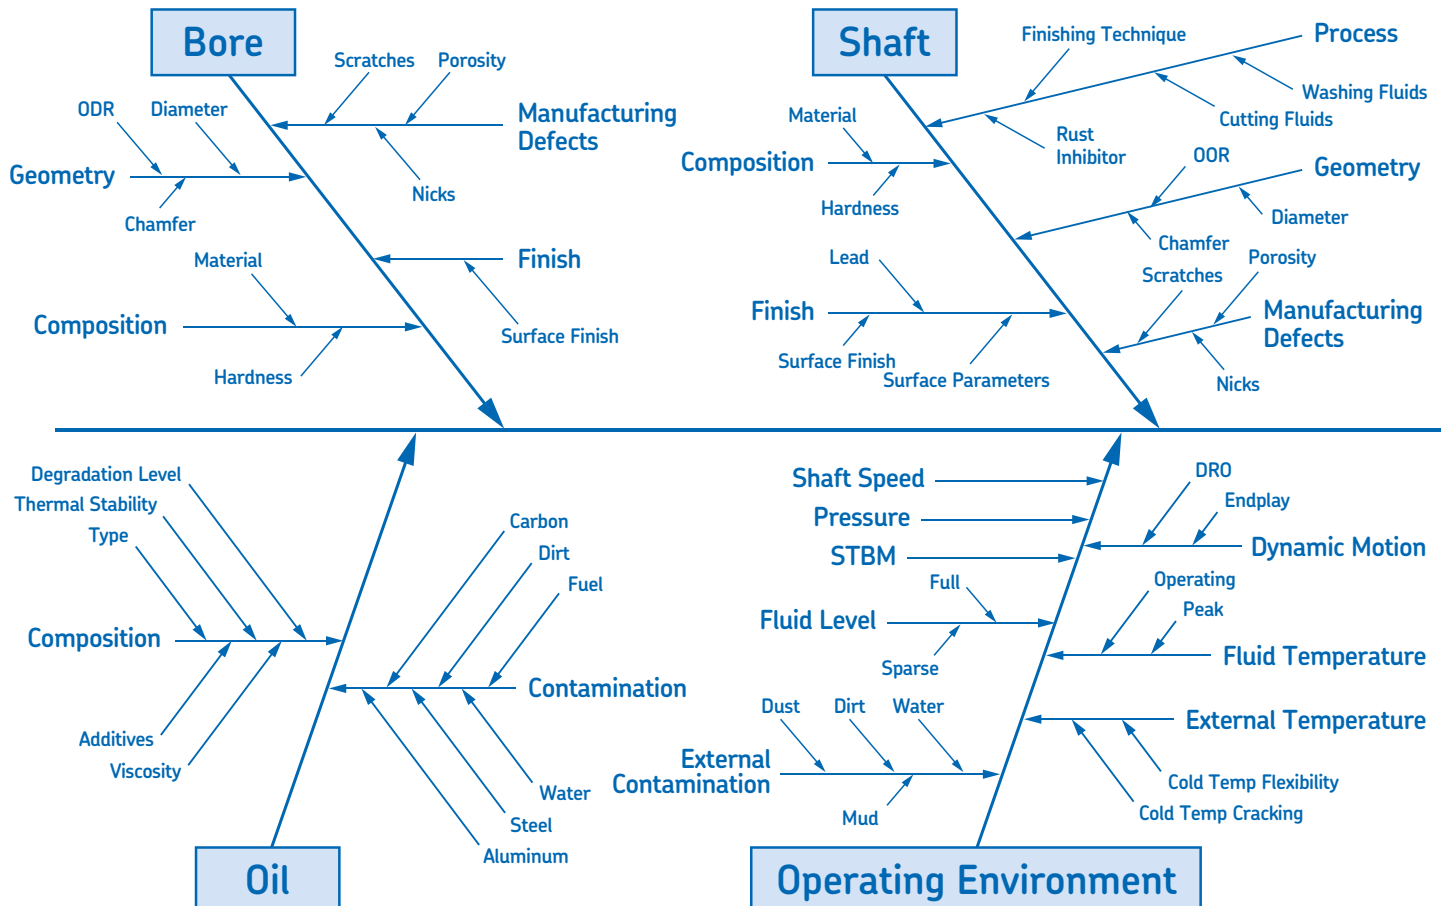 Bore
Scratches
Porosity
ODR
Diameter
Manufacturing
Defects
Geometry
Nicks
Chamfer
Material
Finish
Composition
Surface Finish
Hardness
Shaft
Finishing Technique
Process
Washing Fluids
Material
Cutting Fluids
Rust
Inhibitor
Composition
OOR
Geometry
Hardness
Diameter
Chamfer
Lead
Porosity
Scratches
Finish
Manufacturing
Defects
Surface Finish
Surface Parameters
Nicks
Degradation Level
Thermal Stability
Type
Carbon
Dirt
Fuel
Composition
Contamination
Additives
Viscosity
Water
Steel
Aluminum
Oil
Shaft Speed
DRO
Endplay
Pressure
STBM
Dynamic Motion
Full
Operating
Peak
Fluid Level
Sparse
Fluid Temperature
Dust
Dirt
Water
External Temperature
External
Contamination
Mud
Cold Temp Flexibility
Cold Temp Cracking
Operating Environment